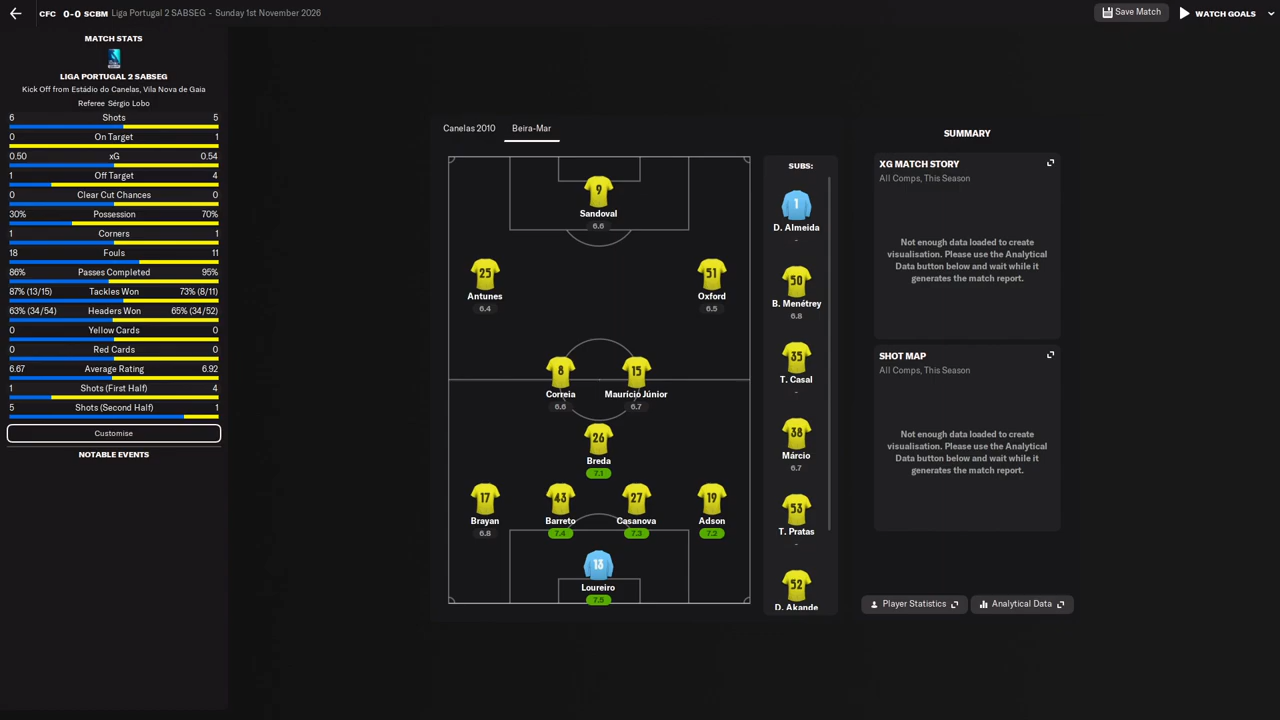 CFC 0-0 SCBM Liga Portugal 2 SABSEG - Sunday 1st November 2026
Save Match
WATCH GOALS
MATCH STATS
LIGA PORTUGAL 2 SABSEG
Kick Off from Estádio do Canelas, Vila Nova de Gaia
Referee Sérgio Lobo
6 Shots 5
0 On Target 1
0.50 xG 0.54
1 Off Target 4
0 Clear Cut Chances 0
30% Possession 70%
1 Corners 1
18 Fouls 11
86% Passes Completed 95%
87% (13/15) Tackles Won 73% (8/11)
63% (34/54) Headers Won 65% (34/52)
0 Yellow Cards 0
0 Red Cards 0
6.67 Average Rating 6.92
1 Shots (First Half) 4
5 Shots (Second Half) 1
Customise
NOTABLE EVENTS
Canelas 2010 Beira-Mar
9
Sandoval
6.6
25 51
Antunes Oxford
6.4 6.5
8 15
Correia Maurício Júnior
6.6 6.7
26
Breda
7.1
17 43 27 19
Brayan Barreto Casanova Adson
6.8 7.4 7.3 7.2
13
Loureiro
7.5
SUBS:
1
D. Almeida
-
50
B. Menétrey
6.8
35
T. Casal
-
38
Márcio
6.7
53
T. Pratas
-
52
D. Akande
SUMMARY
XG MATCH STORY
All Comps, This Season
Not enough data loaded to create
visualisation. Please use the Analytical
Data button below and wait while it
generates the match report.
SHOT MAP
All Comps, This Season
Not enough data loaded to create
visualisation. Please use the Analytical
Data button below and wait while it
generates the match report.
Player Statistics
Analytical Data